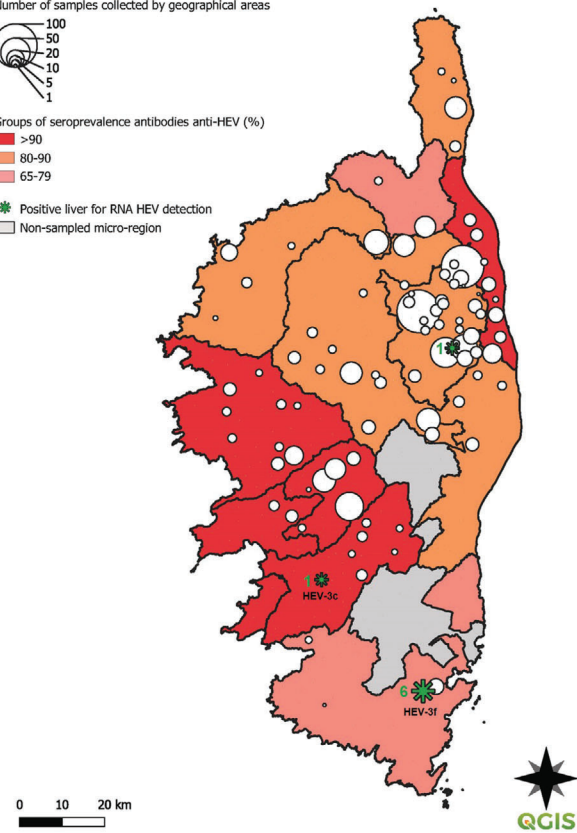 Number of samples collected by geographical areas
100
50
20
10
5
1
Groups of seroprevalence antibodies anti-HEV (%)
>90
80-90
65-79
Positive liver for RNA HEV detection
Non-sampled micro-region
1
1
HEV-3c
6
HEV-3f
0 10 20 km
QGIS